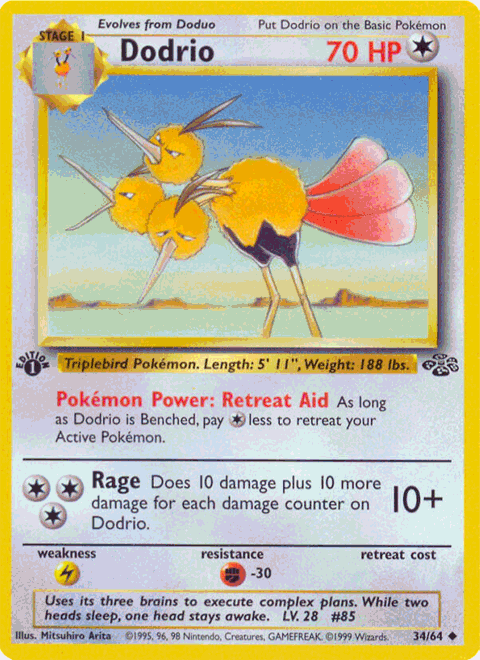 Evolves from Doduo Put Dodrio on the Basic Pokémon
STAGE 1
Dodrio 70 HP
EDITION
1
Triplebird Pokémon. Length: 5' 11", Weight: 188 lbs.
Pokémon Power: Retreat Aid As long
as Dodrio is Benched, pay less to retreat your
Active Pokémon.
Rage Does 10 damage plus 10 more
damage for each damage counter on
Dodrio.
10+
weakness resistance retreat cost
-30
Uses its three brains to execute complex plans. While two
heads sleep, one head stays awake. LV. 28 #85
Illus. Mitsuhiro Arita ©1995, 96, 98 Nintendo, Creatures, GAMEFREAK. ©1999 Wizards. 34/64